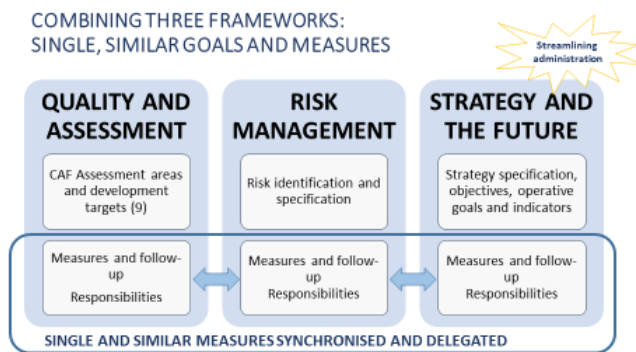 COMBINING THREE FRAMEWORKS:
SINGLE, SIMILAR GOALS AND MEASURES
Streamlining
administration
QUALITY AND
ASSESSMENT
CAF Assessment areas
and development
targets (9)
Measures and follow-
up
Responsibilities
RISK
MANAGEMENT
Risk identification and
specification
Measures and follow-
up
Responsibilities
STRATEGY AND
THE FUTURE
Strategy specification,
objectives, operative
goals and indicators
Measures and follow-
up
Responsibilities
SINGLE AND SIMILAR MEASURES SYNCHRONISED AND DELEGATED